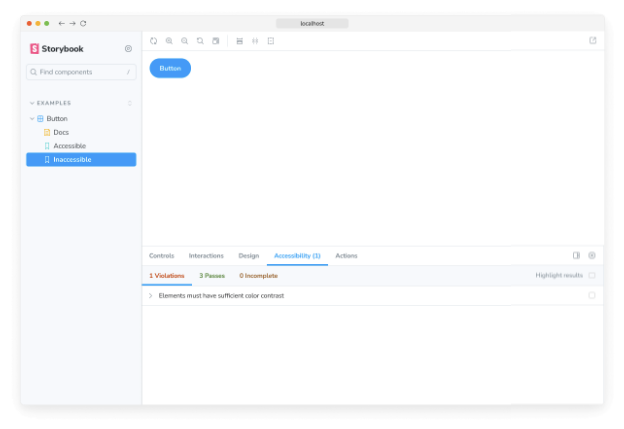 localhost
S Storybook
Find components /
EXAMPLES
Button
Docs
Accessible
Inaccessible
Button
Controls Interactions Design Accessibility (1) Actions
1 Violations 3 Passes 0 Incomplete Highlight results
Elements must have sufficient color contrast